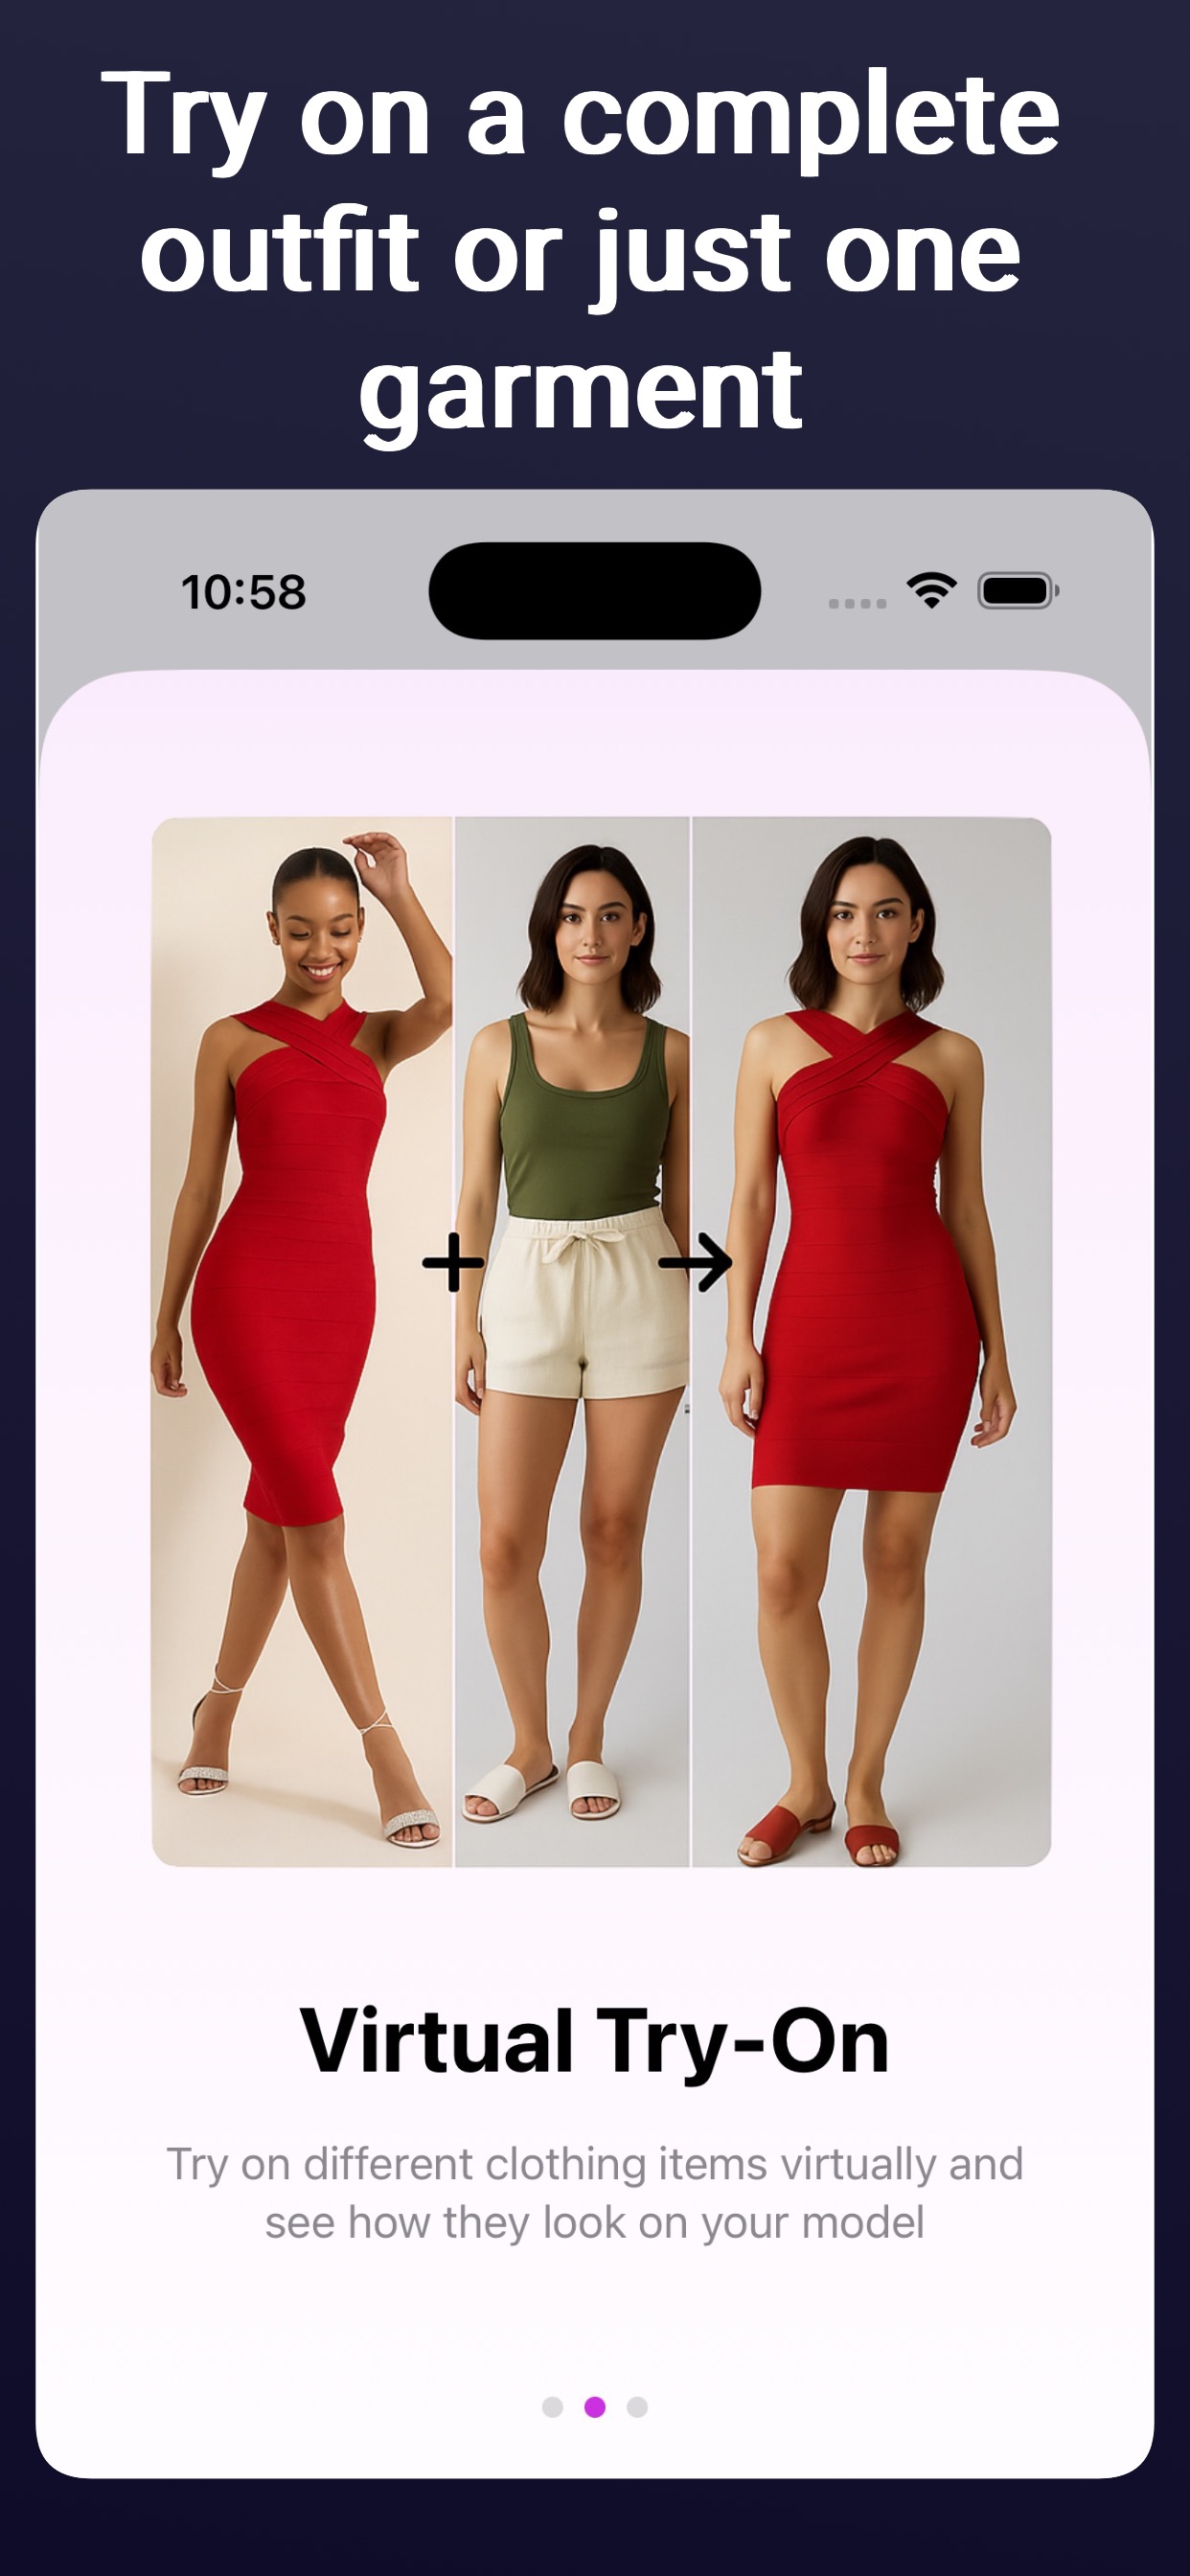 Try on a complete
outfit or just one
garment
10:58
Virtual Try-On
Try on different clothing items virtually and
see how they look on your model